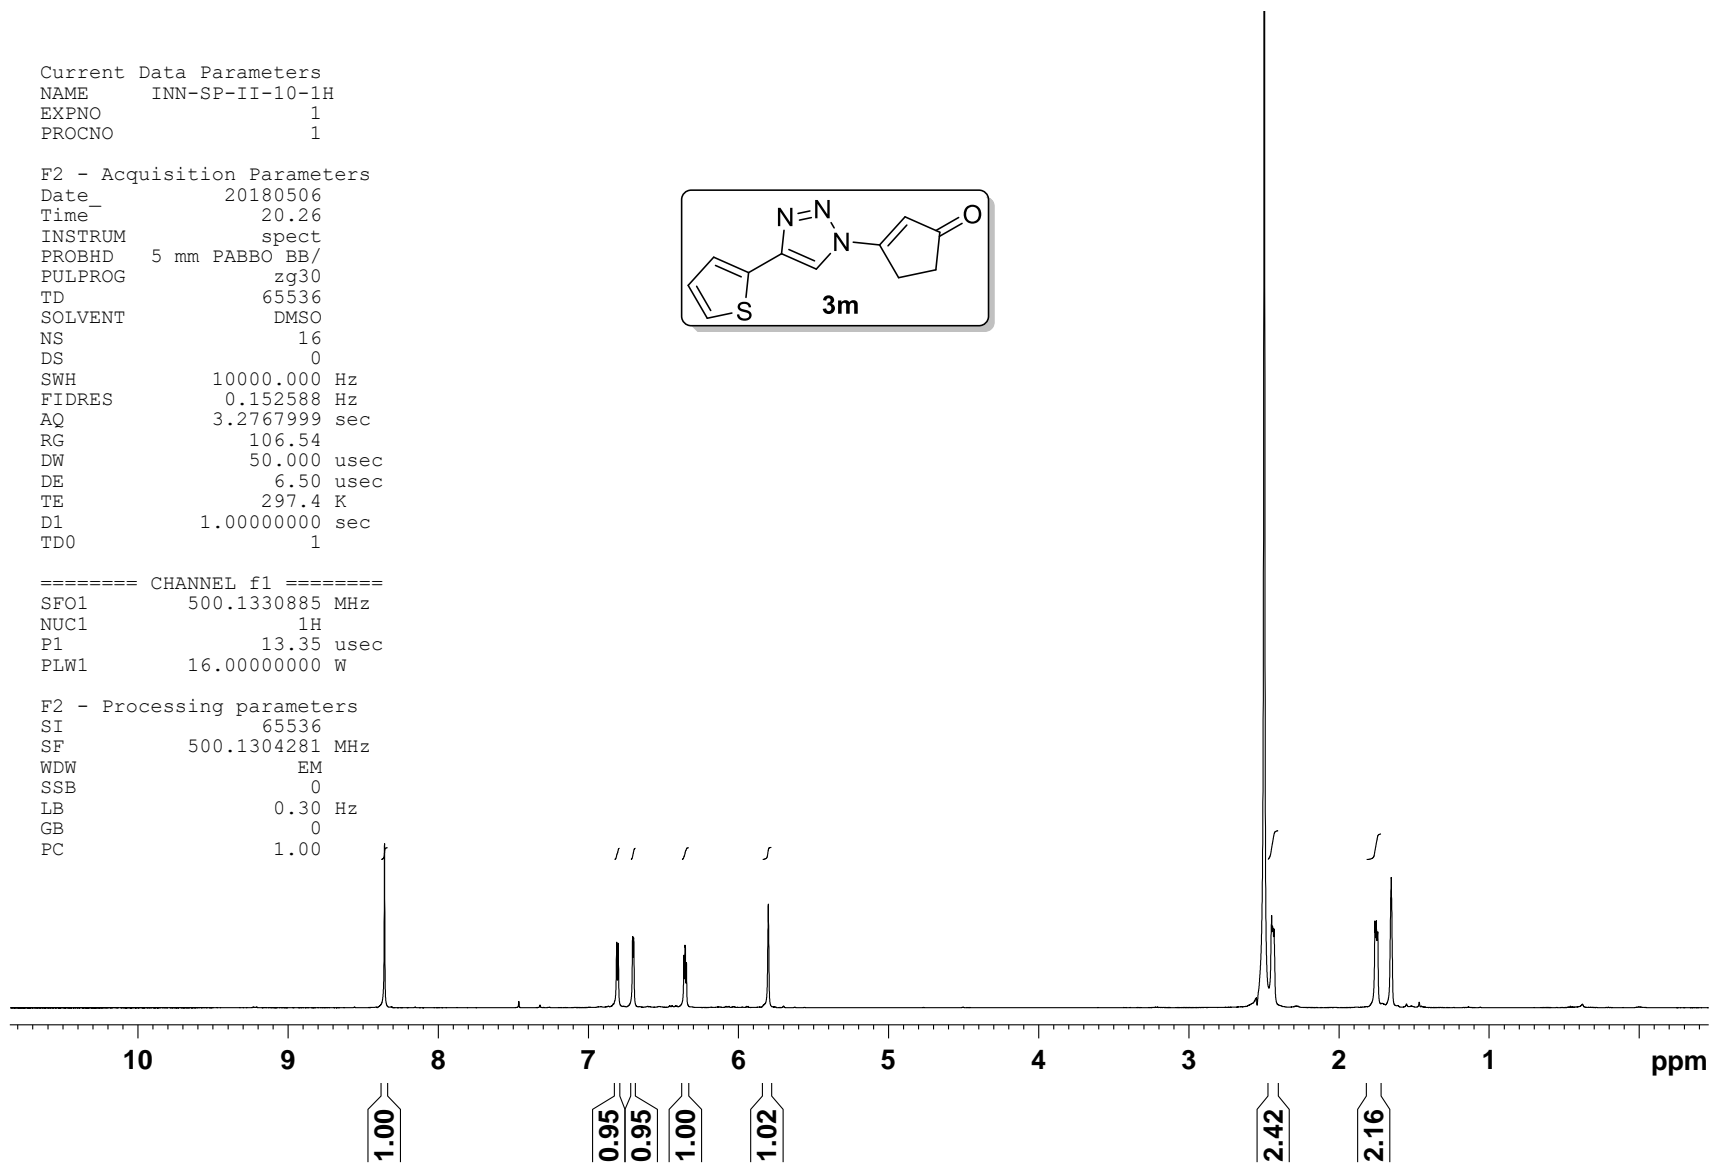 Current Data Parameters
NAME INN-SP-II-10-1H
EXPNO 1
PROCNO 1
F2 - Acquisition Parameters
Date_ 20180506
Time 20.26
INSTRUM spect
PROBHD 5 mm PABBO BB/
PULPROG zg30
TD 65536
SOLVENT DMSO
NS 16
DS 0
SWH 10000.000 Hz
FIDRES 0.152588 Hz
AQ 3.2767999 sec
RG 106.54
DW 50.000 usec
DE 6.50 usec
TE 297.4 K
D1 1.00000000 sec
TD0 1
======== CHANNEL f1 ========
SFO1 500.1330885 MHz
NUC1 1H
P1 13.35 usec
PLW1 16.00000000 W
F2 - Processing parameters
SI 65536
SF 500.1304281 MHz
WDW EM
SSB 0
LB 0.30 Hz
GB 0
PC 1.00
N=N
N
O
S
3m
10 9 8 7 6 5 4 3 2 1 ppm
1.00 0.95 0.95 1.00 1.02 2.42 2.16